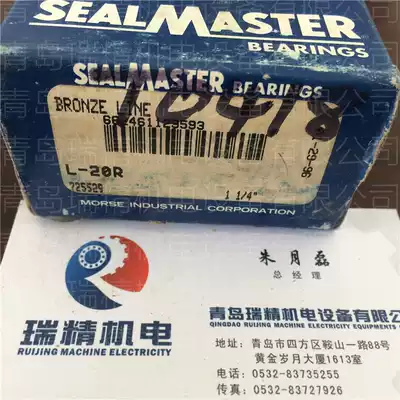 SEALMASTER
BEARINGS
SEALMASTER BEARINGS
BRONZE LINE
662461129593
L-20R
725529
1 1/4"
-29-96
MORSE INDUSTRIAL CORPORATION
朱月磊
总经理
瑞精机电
RUIJING MACHINE ELECTRICITY
青岛瑞精机电设备有限公司
QINGDAO RUIJING MACHINE ELECTRICITY EQUIPMENTS CO.,
地址:青岛市四方区鞍山一路88号
黄金岁月大厦1613室
电话:0532-83735255
传真:0532-83727926